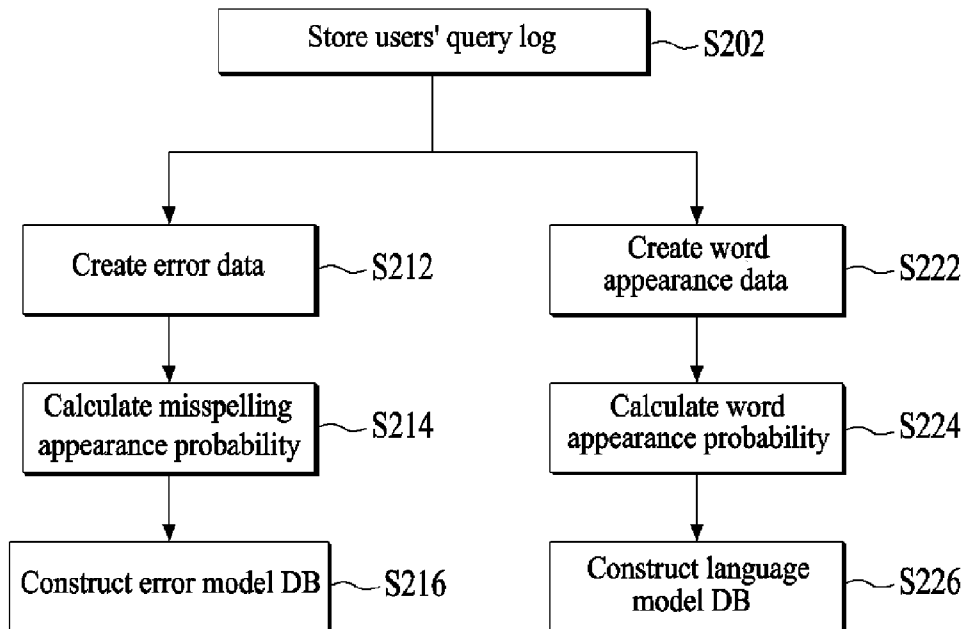 Store users' query log
S202
Create error data
S212
Create word
appearance data
S222
Calculate misspelling
appearance probability
S214
Calculate word
appearance probability
S224
Construct error model DB
S216
Construct language
model DB
S226